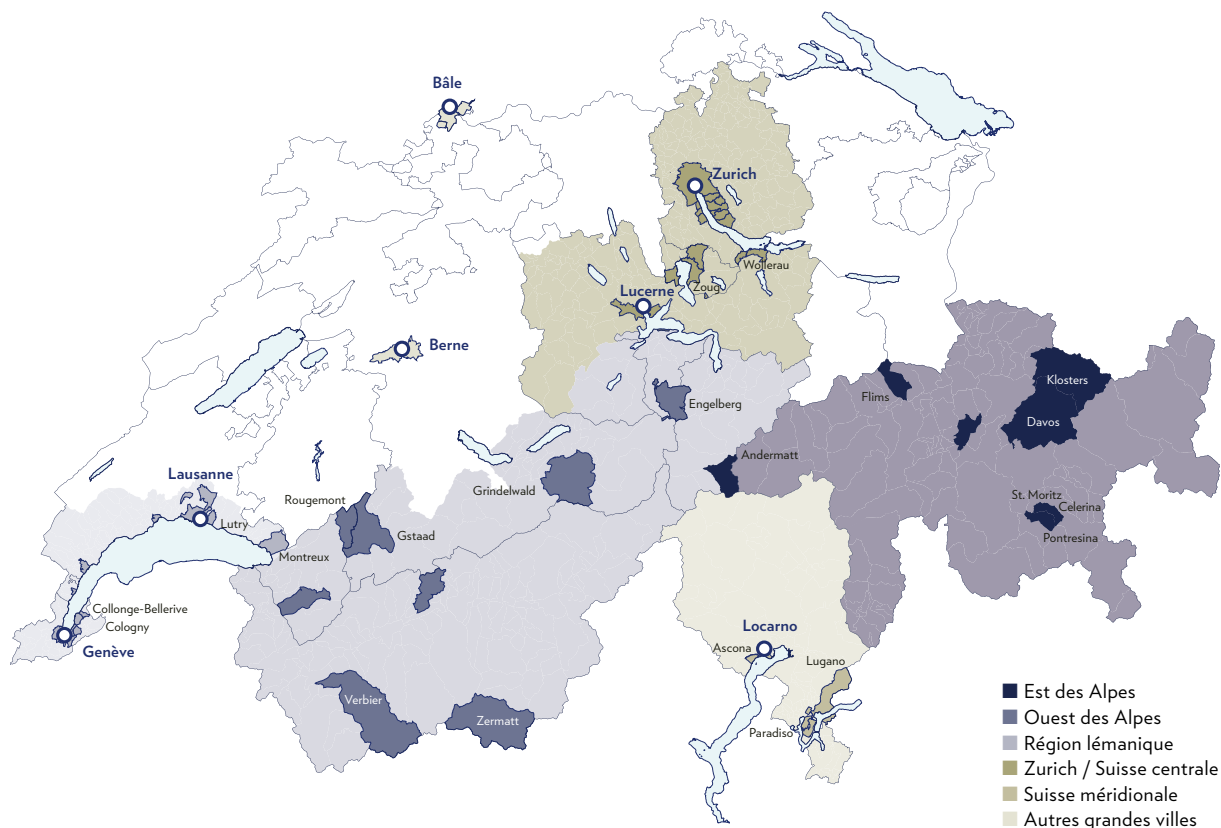 Bâle
Zurich
Wollerau
Zoug
Lucerne
Berne
Klosters
Flims
Engelberg
Davos
Andermatt
Lausanne
Grindelwald
Rougemont
St. Moritz
Celerina
Lutry
Gstaad
Pontresina
Montreux
Collonge-Bellerive
Cologny
Genève
Locarno
Ascona
Lugano
Verbier
Zermatt
Paradiso
Est des Alpes
Ouest des Alpes
Région lémanique
Zurich / Suisse centrale
Suisse méridionale
Autres grandes villes